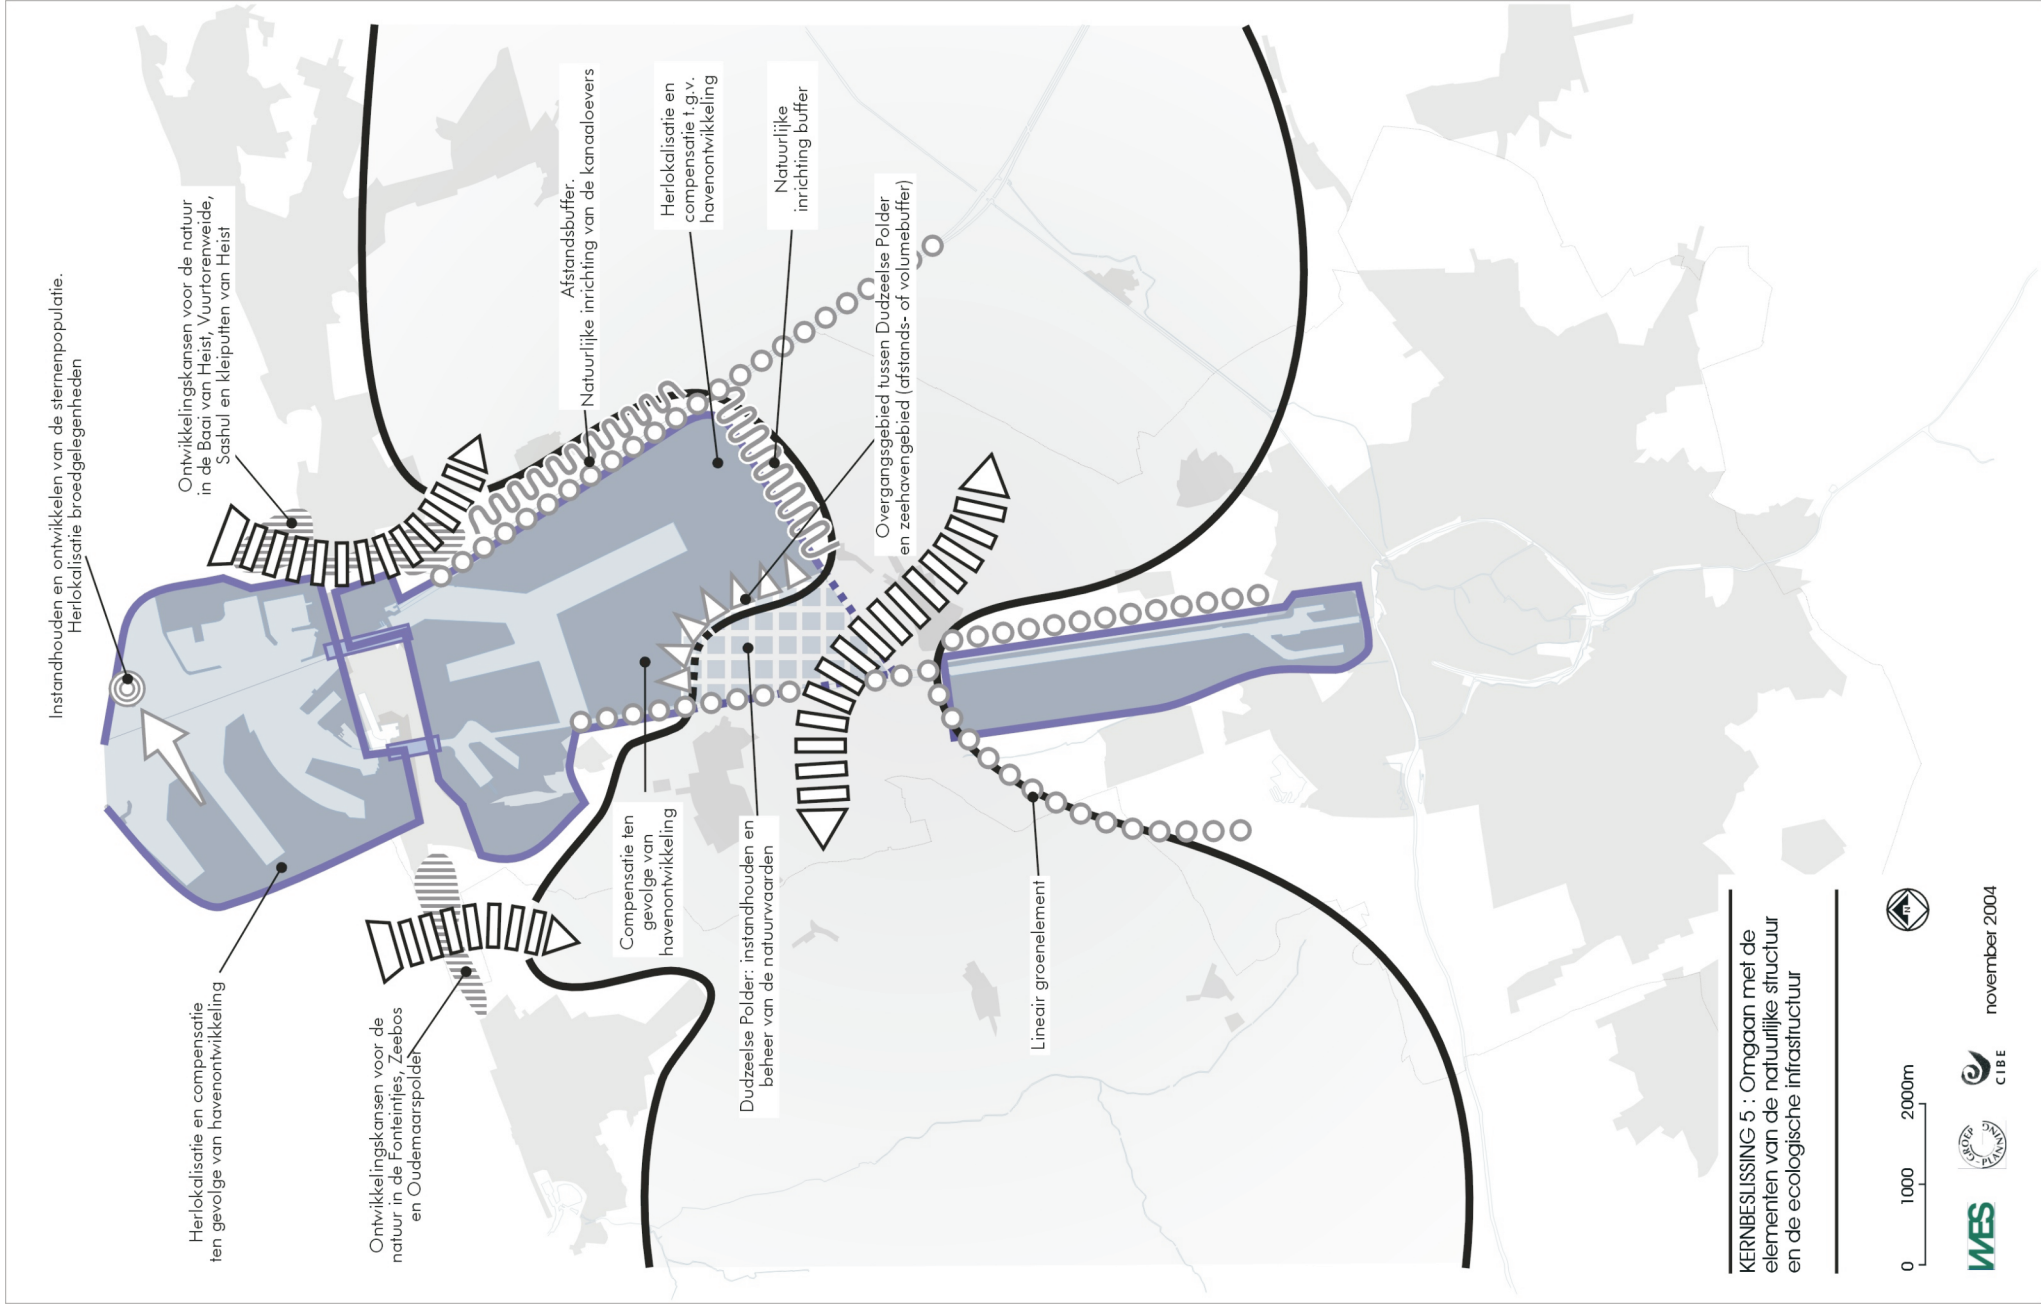 Instandhouden en ontwikkelen van de sternenpopulatie.
Herlokalisatie broedgelegenheden
Ontwikkelingskansen voor de natuur
in de Baai van Heist, Vuurtorenweide,
Sashul en kleiputten van Heist
Afstandsbuffer.
Natuurlijke inrichting van de kanaaloevers
Herlokalisatie en
compensatie t.g.v.
havenontwikkeling
Natuurlijke
inrichting buffer
Overgangsgebied tussen Dudzeelse Polder
en zeehavengebied (afstands- of volumebuffer)
Herlokalisatie en compensatie
ten gevolge van havenontwikkeling
Ontwikkelingskansen voor de
natuur in de Fonteintjes, Zeebos
en Oudemaarspolder
Compensatie ten
gevolge van
havenontwikkeling
Dudzeelse Polder: instandhouden en
beheer van de natuurwaarden
Lineair groenelement
KERNBESLISSING 5 : Omgaan met de
elementen van de natuurlijke structuur
en de ecologische infrastructuur
N
0 1000 2000m
WES
GROEP
PLANNING
CIBE
november 2004